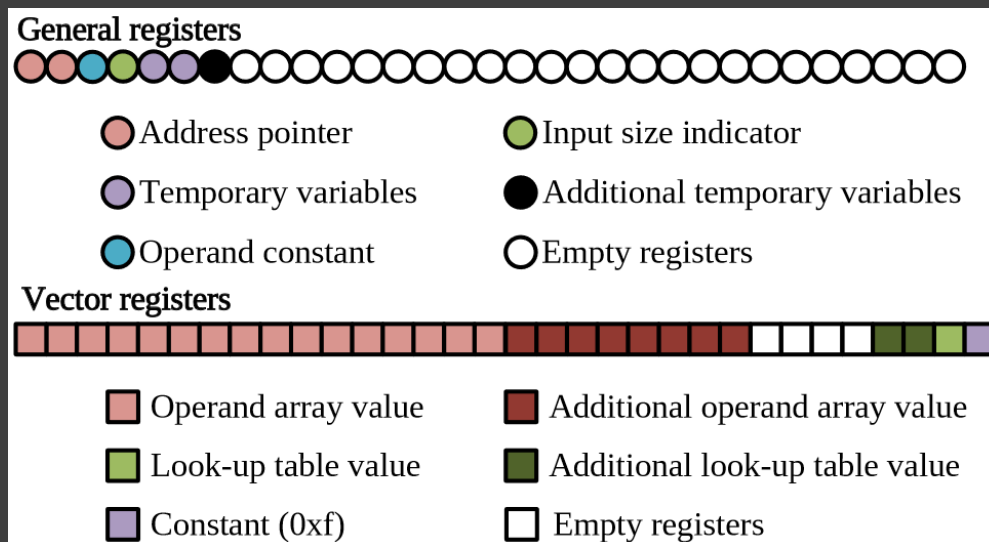 General registers
Address pointer
Input size indicator
Temporary variables
Additional temporary variables
Operand constant
Empty registers
Vector registers
Operand array value
Additional operand array value
Look-up table value
Additional look-up table value
Constant (0xf)
Empty registers